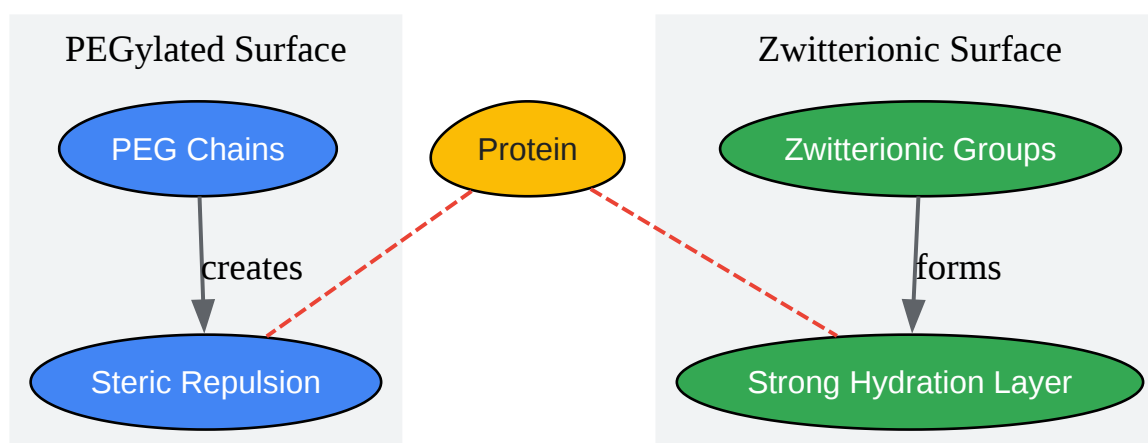 PEGylated Surface
Zwitterionic Surface
PEG Chains
Protein
Zwitterionic Groups
creates
forms
Steric Repulsion
Strong Hydration Layer